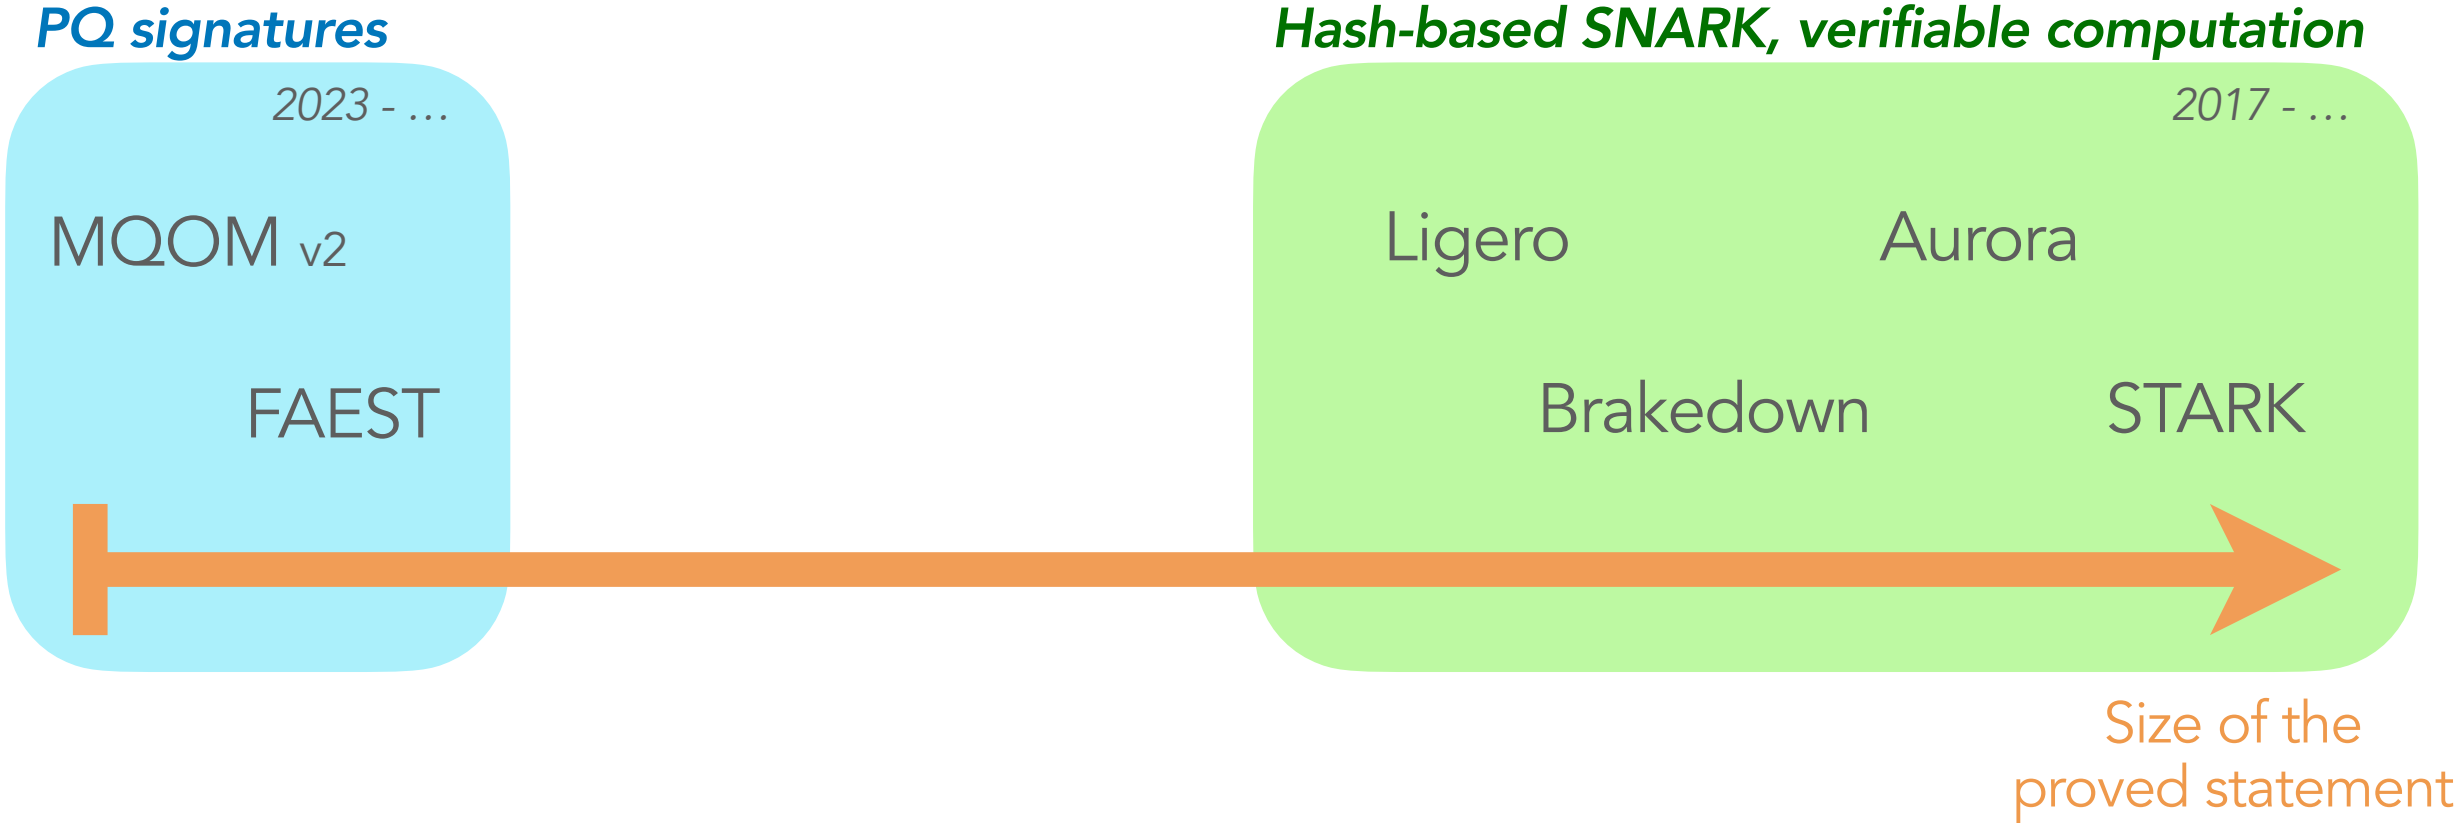 PQ signatures
2023 - …
MQOM v2
FAEST
Hash-based SNARK, verifiable computation
2017 - …
Ligero
Aurora
Brakedown
STARK
Size of the
proved statement